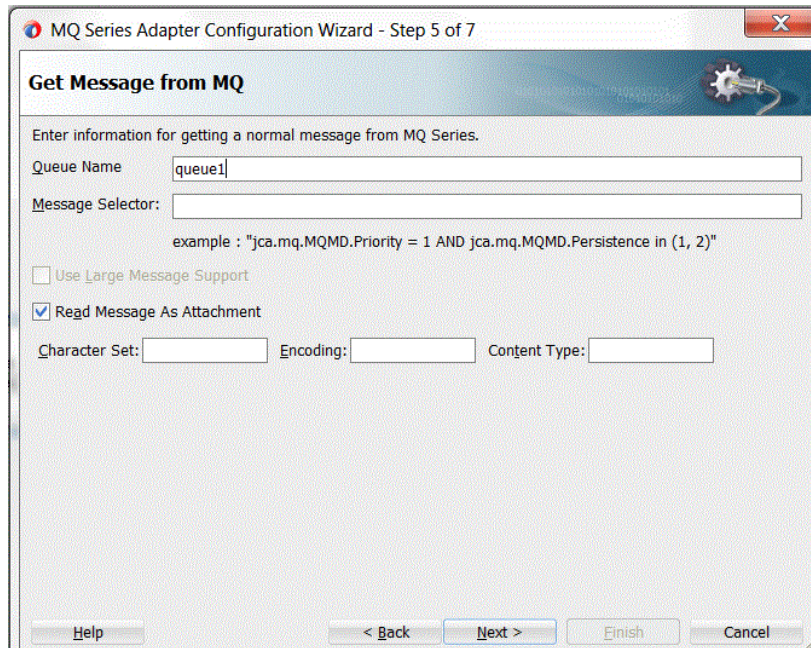 MQ Series Adapter Configuration Wizard - Step 5 of 7
Get Message from MQ
Enter information for getting a normal message from MQ Series.
Queue Name queue1
Message Selector:
example : "jca.mq.MQMD.Priority = 1 AND jca.mq.MQMD.Persistence in (1, 2)"
Use Large Message Support
Read Message As Attachment
Character Set: Encoding: Content Type:
Help < Back Next > Finish Cancel